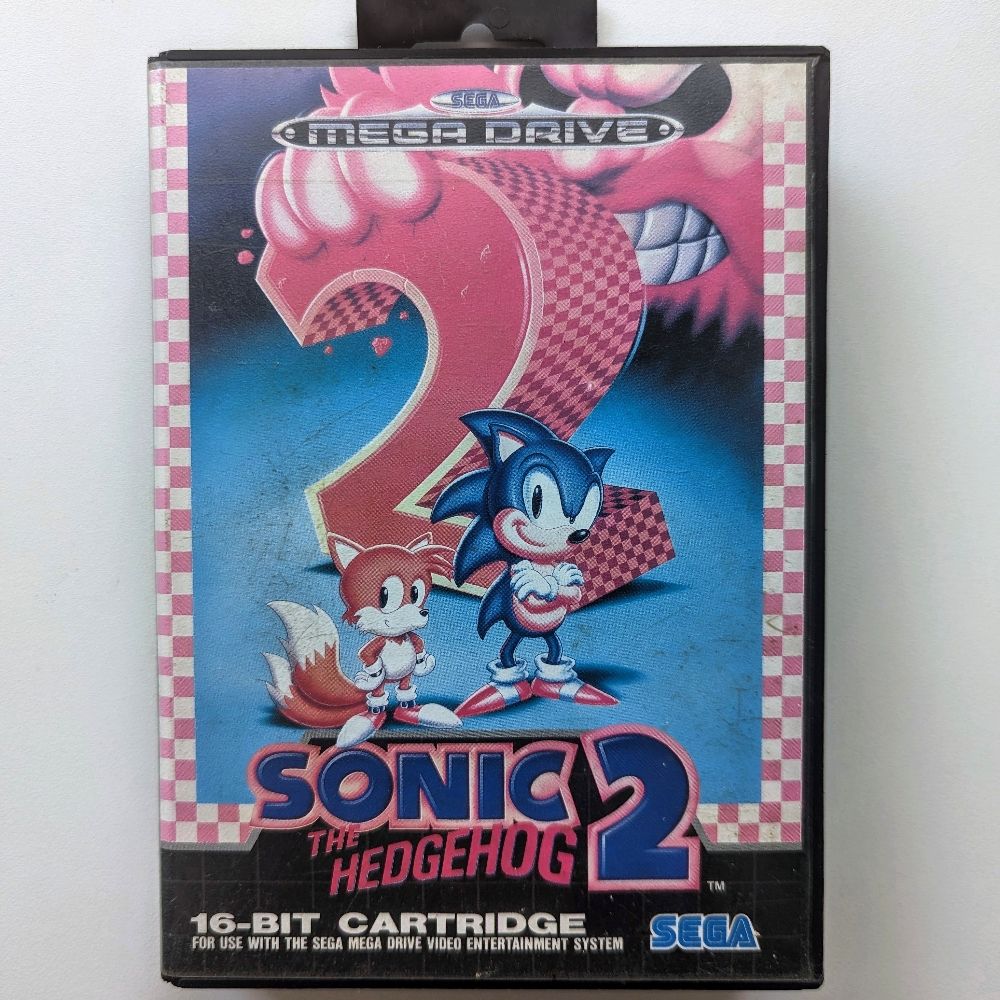 SEGA
MEGA DRIVE
2
SONIC
THE
HEDGEHOG
2
TM
16-BIT CARTRIDGE
FOR USE WITH THE SEGA MEGA DRIVE VIDEO ENTERTAINMENT SYSTEM
SEGA